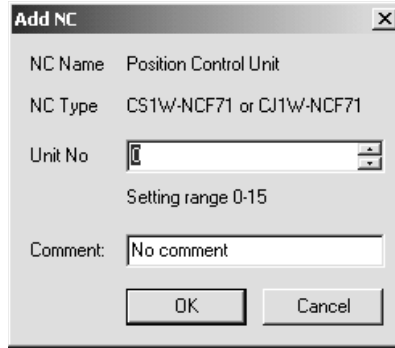 Add NC
NC Name Position Control Unit
NC Type CS1W-NCF71 or CJ1W-NCF71
Unit No 0
Setting range 0-15
Comment: No comment
OK Cancel